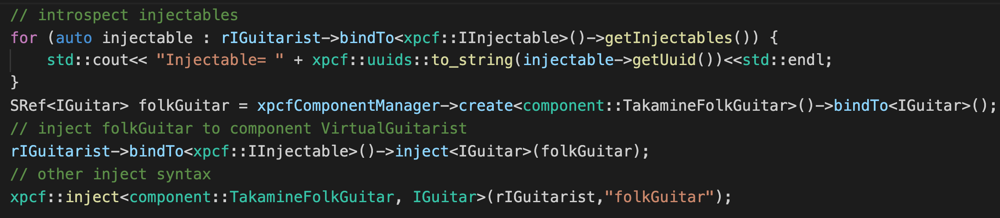 // introspect injectables
for (auto injectable : rIGuitarist->bindTo<xpcf::IInjectable>()->getInjectables()) {
    std::cout<< "Injectable= " + xpcf::uuids::to_string(injectable->getUuid())<<std::endl;
}
SRef<IGuitar> folkGuitar = xpcfComponentManager->create<component::TakamineFolkGuitar>()->bindTo<IGuitar>();
// inject folkGuitar to component VirtualGuitarist
rIGuitarist->bindTo<xpcf::IInjectable>()->inject<IGuitar>(folkGuitar);
// other inject syntax
xpcf::inject<component::TakamineFolkGuitar, IGuitar>(rIGuitarist,"folkGuitar");